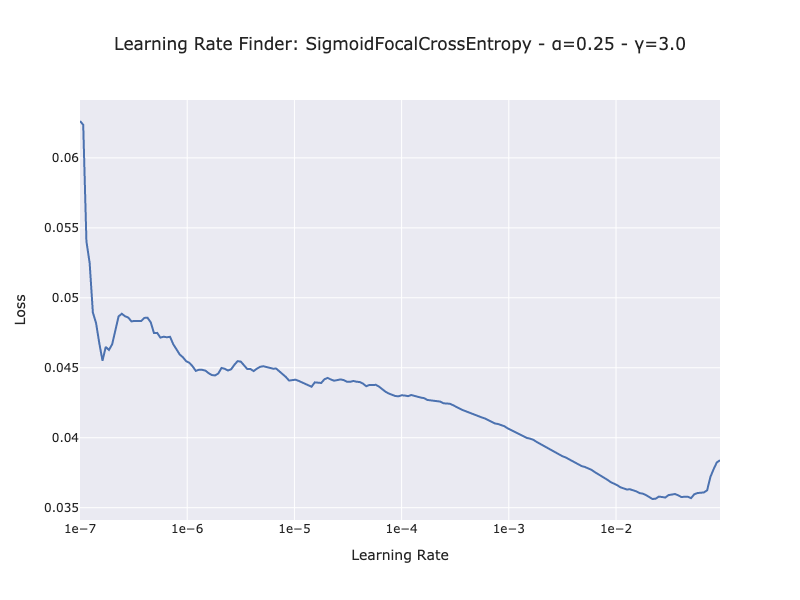 Learning Rate Finder: SigmoidFocalCrossEntropy - α=0.25 - γ=3.0
0.06
0.055
0.05
0.045
0.04
0.035
Loss
1e−7 1e−6 1e−5 1e−4 1e−3 1e−2
Learning Rate